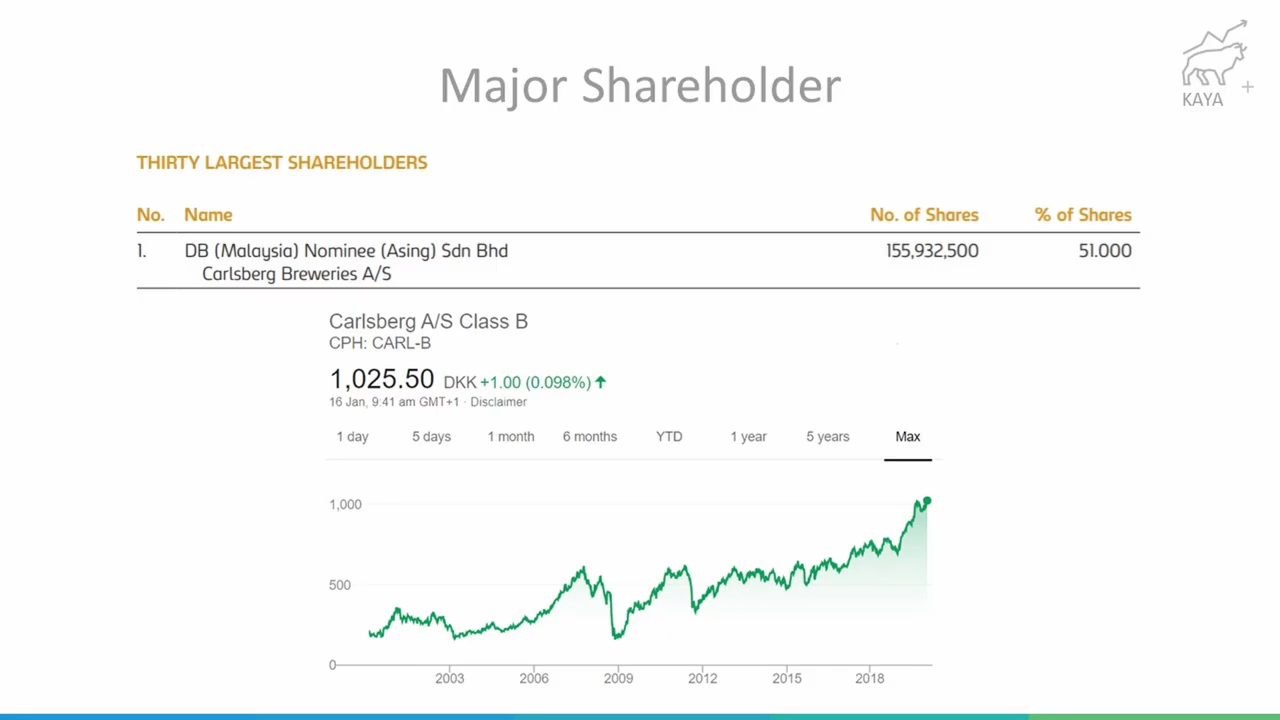 KAYA +
Major Shareholder
THIRTY LARGEST SHAREHOLDERS
No. Name No. of Shares % of Shares
1. DB (Malaysia) Nominee (Asing) Sdn Bhd 155,932,500 51.000
Carlsberg Breweries A/S
Carlsberg A/S Class B
CPH: CARL-B
1,025.50 DKK +1.00 (0.098%)
16 Jan, 9:41 am GMT+1 · Disclaimer
1 day 5 days 1 month 6 months YTD 1 year 5 years Max
1,000
500
0
2003 2006 2009 2012 2015 2018